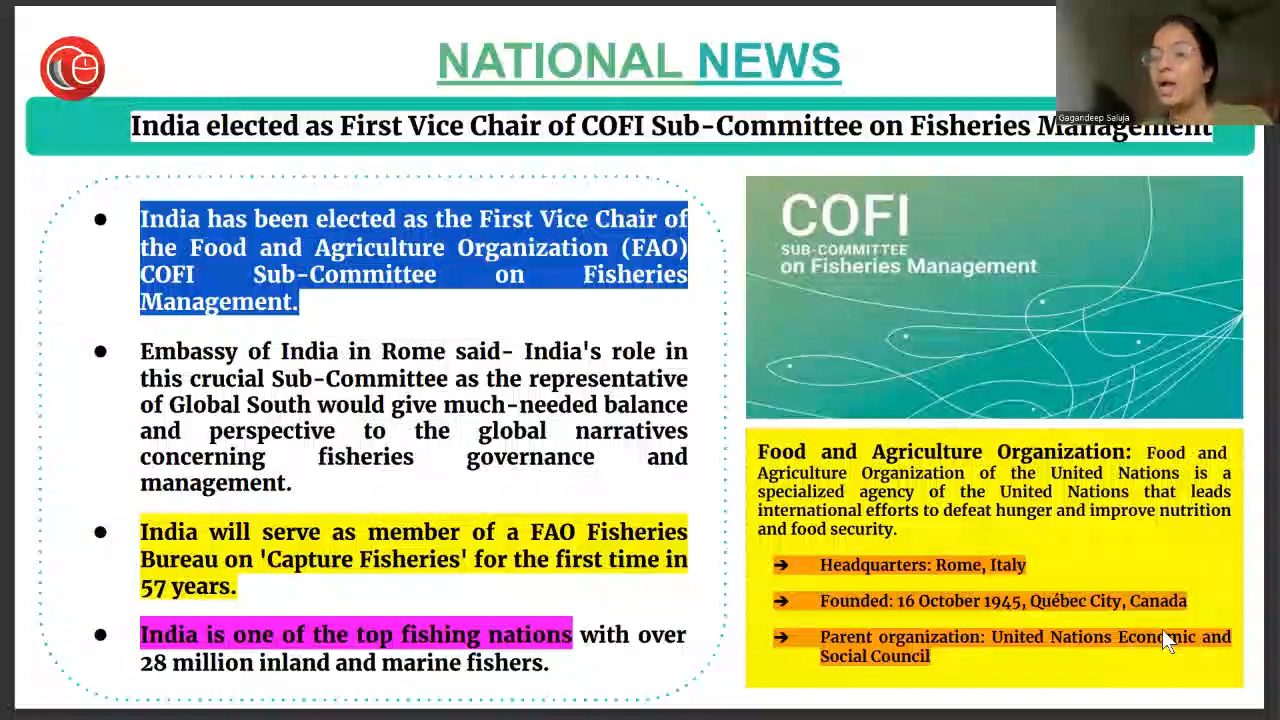 NATIONAL NEWS
Gagandeep Saluja
India elected as First Vice Chair of COFI Sub-Committee on Fisheries Management
● India has been elected as the First Vice Chair of
the Food and Agriculture Organization (FAO)
COFI Sub-Committee on Fisheries
Management.
● Embassy of India in Rome said- India's role in
this crucial Sub-Committee as the representative
of Global South would give much-needed balance
and perspective to the global narratives
concerning fisheries governance and
management.
● India will serve as member of a FAO Fisheries
Bureau on 'Capture Fisheries' for the first time in
57 years.
● India is one of the top fishing nations with over
28 million inland and marine fishers.
COFI
SUB-COMMITTEE
on Fisheries Management
Food and Agriculture Organization: Food and
Agriculture Organization of the United Nations is a
specialized agency of the United Nations that leads
international efforts to defeat hunger and improve nutrition
and food security.
➔ Headquarters: Rome, Italy
➔ Founded: 16 October 1945, Québec City, Canada
➔ Parent organization: United Nations Economic and
Social Council